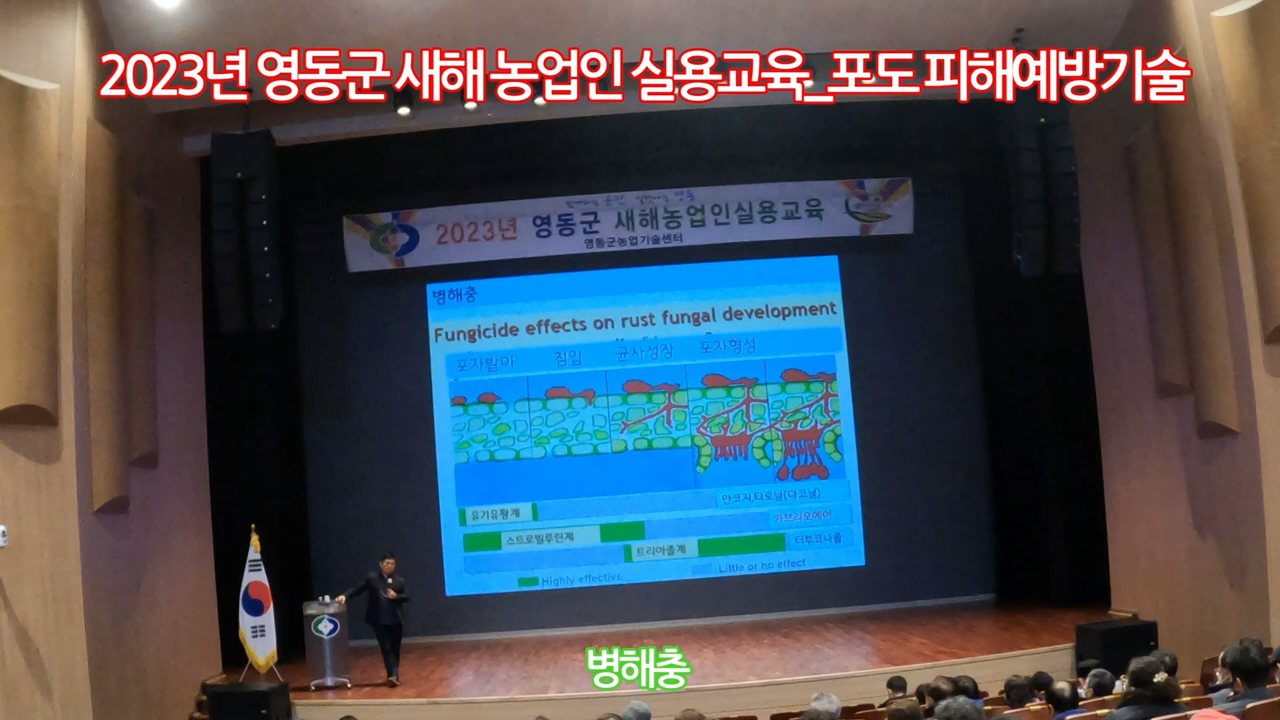 2023년 영동군 새해 농업인 실용교육_포도 피해예방기술
2023년 영동군 새해농업인실용교육
영동군농업기술센터
병해충
Fungicide effects on rust fungal development
포자발아 침입 균사성장 포자형성
만코지,타로닐(다코닐)
유기유황계
카브리오에이
스트로빌루린계
터부코나졸
트리아졸계
Highly effective
Little or no effect
병해충